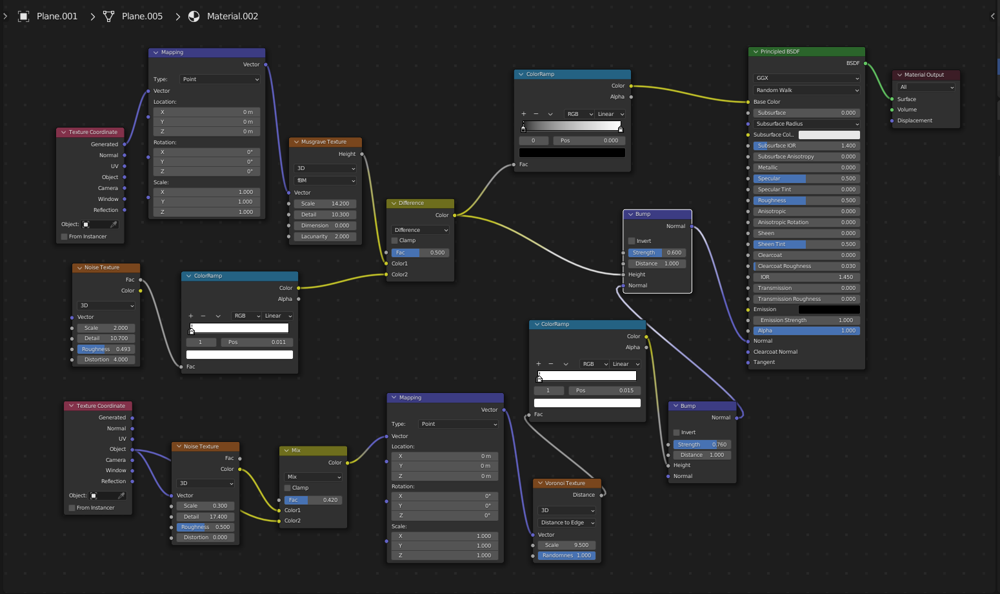 Plane.001 Plane.005 Material.002
Mapping
Vector
Type: Point
Vector
Location:
X 0 m
Y 0 m
Z 0 m
Rotation:
X 0°
Y 0°
Z 0°
Scale:
X 1.000
Y 1.000
Z 1.000
Texture Coordinate
Generated
Normal
UV
Object
Camera
Window
Reflection
Object:
From Instancer
Musgrave Texture
Height
3D
fBM
Vector
Scale 14.200
Detail 10.300
Dimension 0.000
Lacunarity 2.000
Difference
Color
Difference
Clamp
Fac 0.500
Color1
Color2
ColorRamp
Color
Alpha
+ − RGB Linear
0 Pos 0.000
Fac
Principled BSDF
BSDF
GGX
Random Walk
Base Color
Subsurface 0.000
Subsurface Radius
Subsurface Col...
Subsurface IOR 1.400
Subsurface Anisotropy 0.000
Metallic 0.000
Specular 0.500
Specular Tint 0.000
Roughness 0.500
Anisotropic 0.000
Anisotropic Rotation 0.000
Sheen 0.000
Sheen Tint 0.500
Clearcoat 0.000
Clearcoat Roughness 0.030
IOR 1.450
Transmission 0.000
Transmission Roughness 0.000
Emission
Emission Strength 1.000
Alpha 1.000
Normal
Clearcoat Normal
Tangent
Material Output
All
Surface
Volume
Displacement
Bump
Normal
Invert
Strength 0.600
Distance 1.000
Height
Normal
Noise Texture
Fac
Color
3D
Vector
Scale 2.000
Detail 10.700
Roughness 0.493
Distortion 4.000
ColorRamp
Color
Alpha
+ − RGB Linear
1 Pos 0.011
Fac
ColorRamp
Color
Alpha
+ − RGB Linear
1 Pos 0.015
Fac
Bump
Normal
Invert
Strength 0.760
Distance 1.000
Height
Normal
Texture Coordinate
Generated
Normal
UV
Object
Camera
Window
Reflection
Object:
From Instancer
Noise Texture
Fac
Color
3D
Vector
Scale 0.300
Detail 17.400
Roughness 0.500
Distortion 0.000
Mix
Color
Mix
Clamp
Fac 0.420
Color1
Color2
Mapping
Vector
Type: Point
Vector
Location:
X 0 m
Y 0 m
Z 0 m
Rotation:
X 0°
Y 0°
Z 0°
Scale:
X 1.000
Y 1.000
Z 1.000
Voronoi Texture
Distance
3D
Distance to Edge
Vector
Scale 9.500
Randomnes 1.000